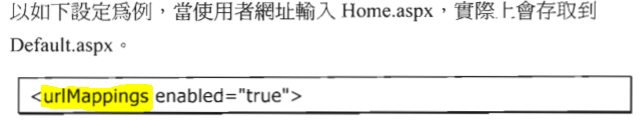 以如下設定為例，當使用者網址輸入 Home.aspx，實際上會存取到
Default.aspx。
<urlMappings enabled="true">